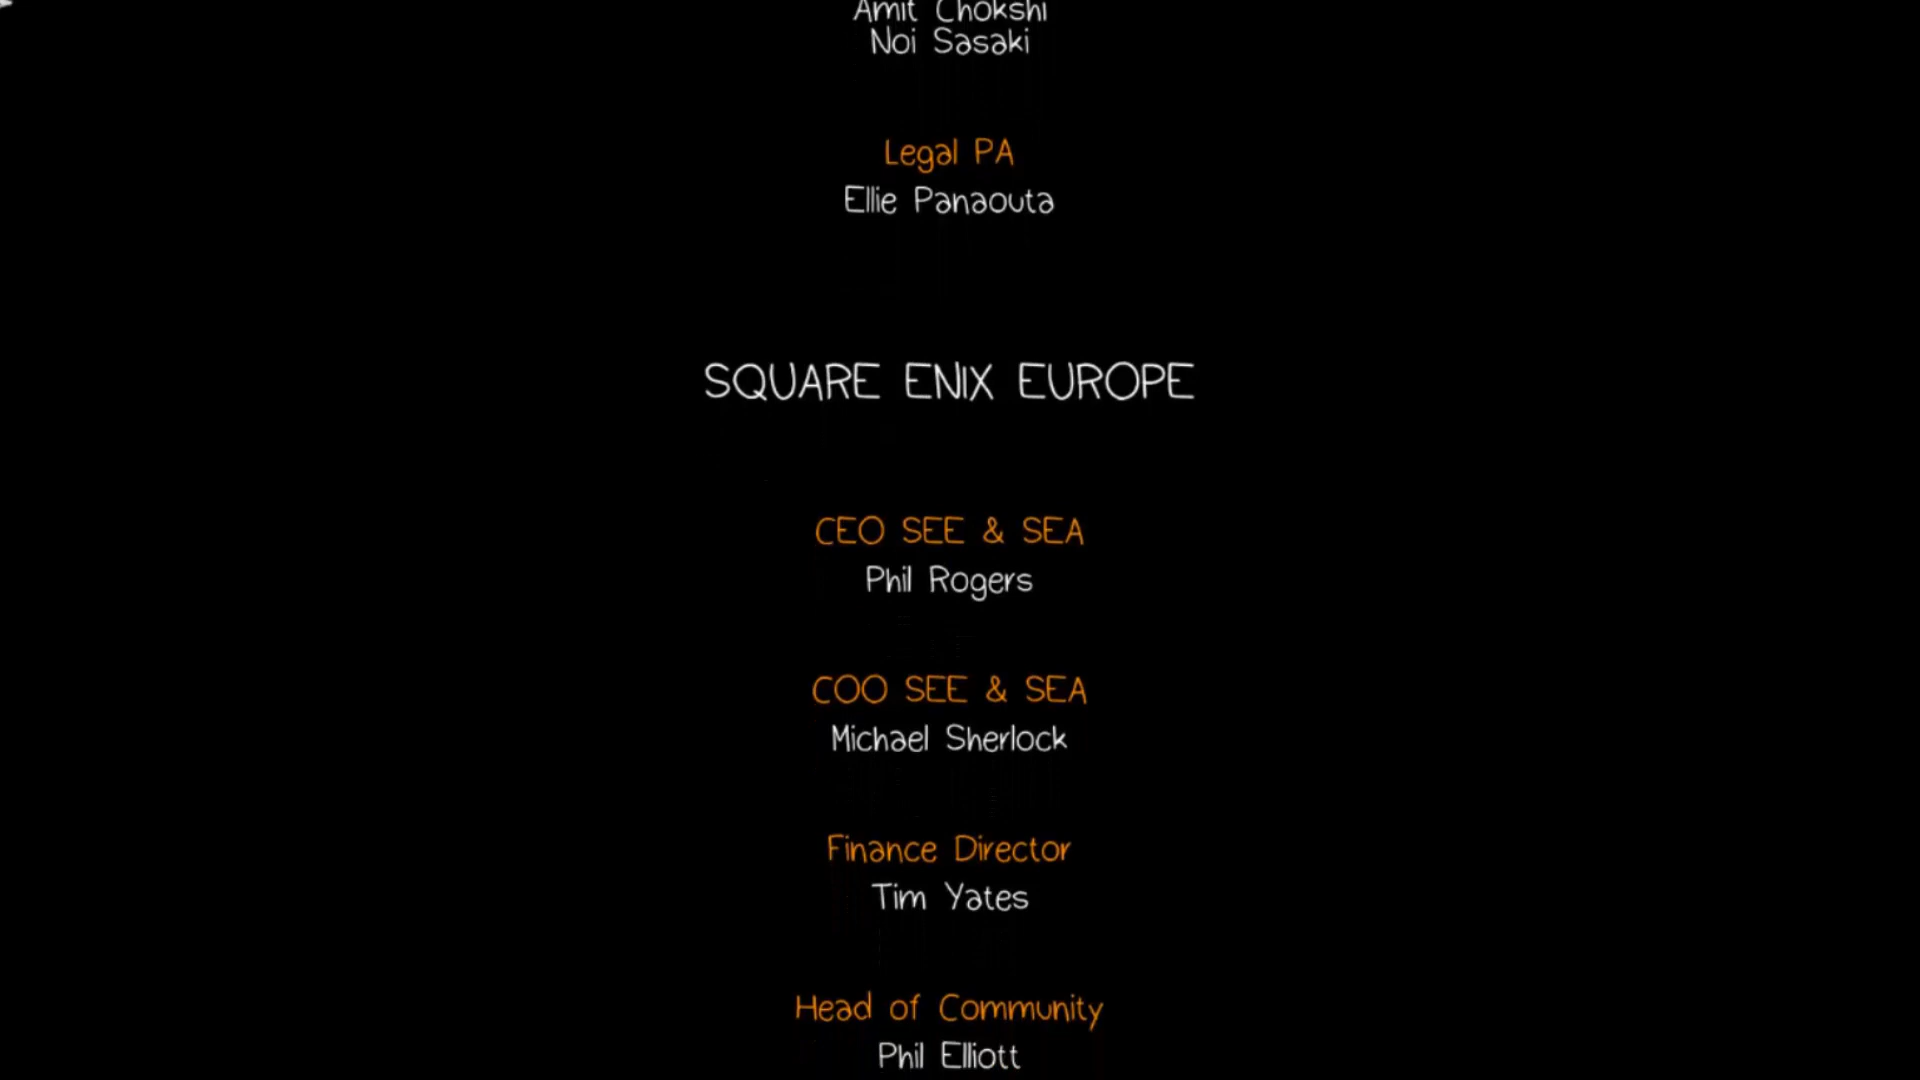 Amit Chokshi
Noi Sasaki
Legal PA
Ellie Panaouta
SQUARE ENIX EUROPE
CEO SEE & SEA
Phil Rogers
COO SEE & SEA
Michael Sherlock
Finance Director
Tim Yates
Head of Community
Phil Elliott